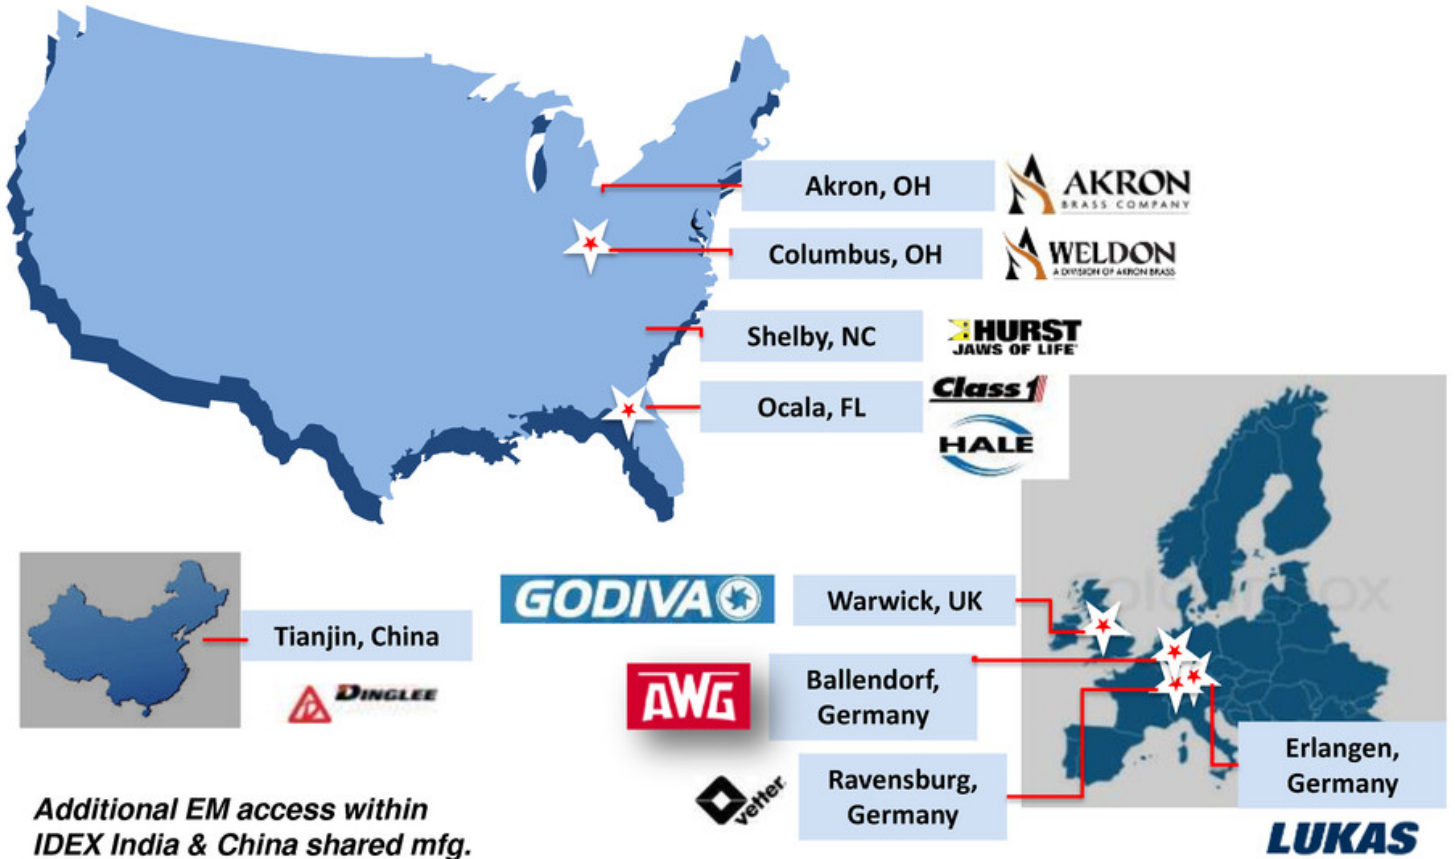 Akron, OH
AKRON
BRASS COMPANY
Columbus, OH
WELDON
A DIVISION OF AKRON BRASS
Shelby, NC
HURST
JAWS OF LIFE
Ocala, FL
Class1
HALE
GODIVA
Warwick, UK
Tianjin, China
DINGLEE
AWG
Ballendorf,
Germany
vetter
Ravensburg,
Germany
Erlangen,
Germany
LUKAS
Additional EM access within
IDEX India & China shared mfg.